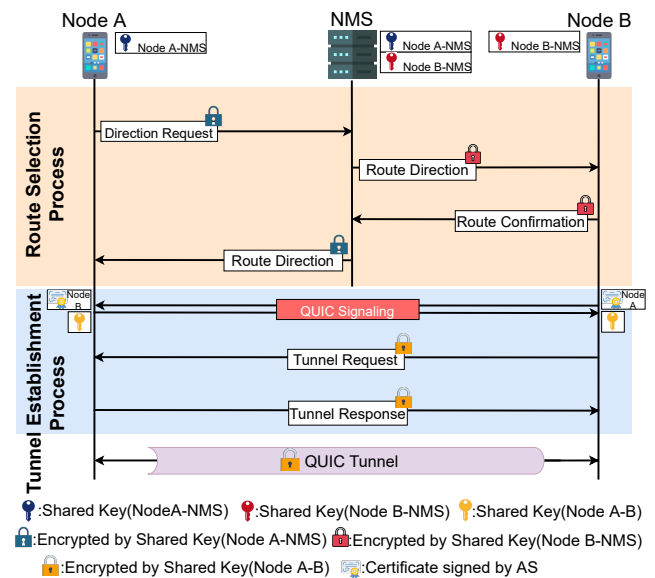 Node A
NMS
Node B
Node A-NMS
Node A-NMS
Node B-NMS
Node B-NMS
Route Selection
Process
Direction Request
Route Direction
Route Confirmation
Route Direction
Tunnel Establishment
Process
Node
B
Node
A
QUIC Signaling
Tunnel Request
Tunnel Response
QUIC Tunnel
:Shared Key(NodeA-NMS) :Shared Key(Node B-NMS) :Shared Key(Node A-B)
:Encrypted by Shared Key(Node A-NMS) :Encrypted by Shared Key(Node B-NMS)
:Encrypted by Shared Key(Node A-B) :Certificate signed by AS